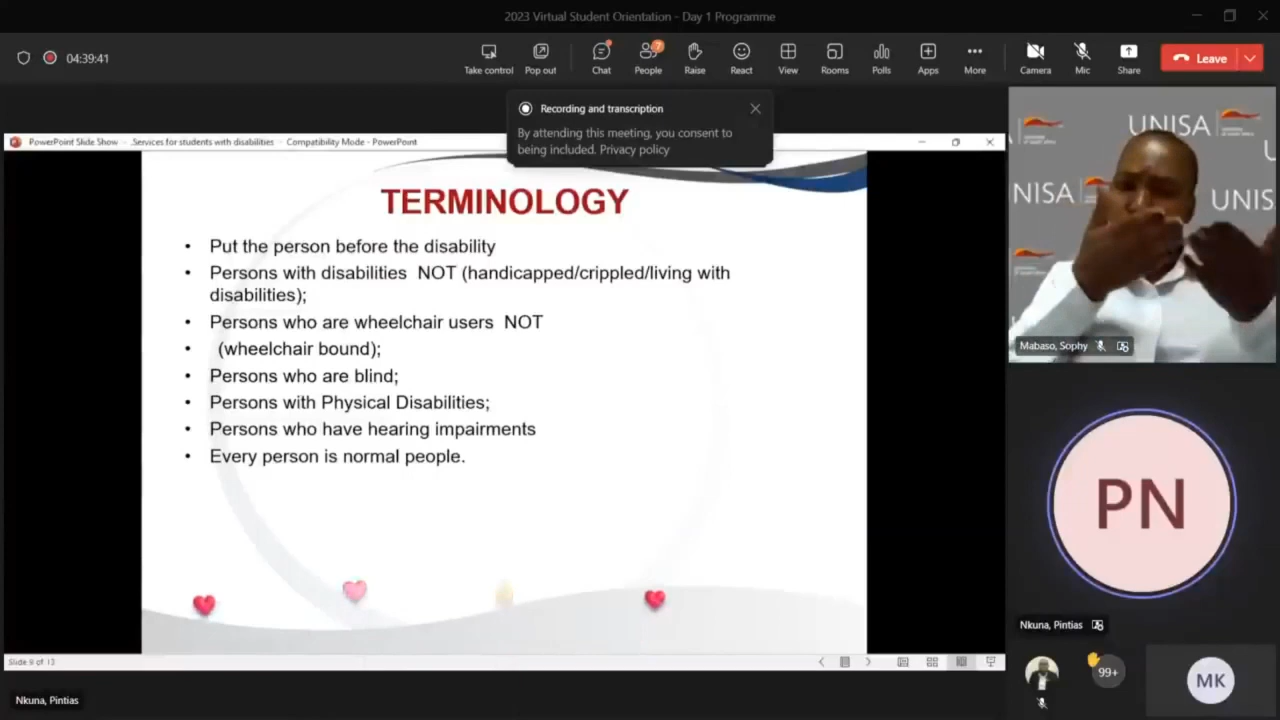 2023 Virtual Student Orientation - Day 1 Programme
04:39:41
Take control
Pop out
Chat
7
People
Raise
React
View
Rooms
Polls
Apps
More
Camera
Mic
Share
Leave
Recording and transcription
By attending this meeting, you consent to
being included. Privacy policy
PowerPoint Slide Show - .Services for students with disabilities - Compatibility Mode - PowerPoint
TERMINOLOGY
• Put the person before the disability
• Persons with disabilities NOT (handicapped/crippled/living with
disabilities);
• Persons who are wheelchair users NOT
• (wheelchair bound);
• Persons who are blind;
• Persons with Physical Disabilities;
• Persons who have hearing impairments
• Every person is normal people.
Slide 9 of 13
Nkuna, Pintias
UNISA
NISA
UNIS
Mabaso, Sophy
PN
Nkuna, Pintias
99+
MK